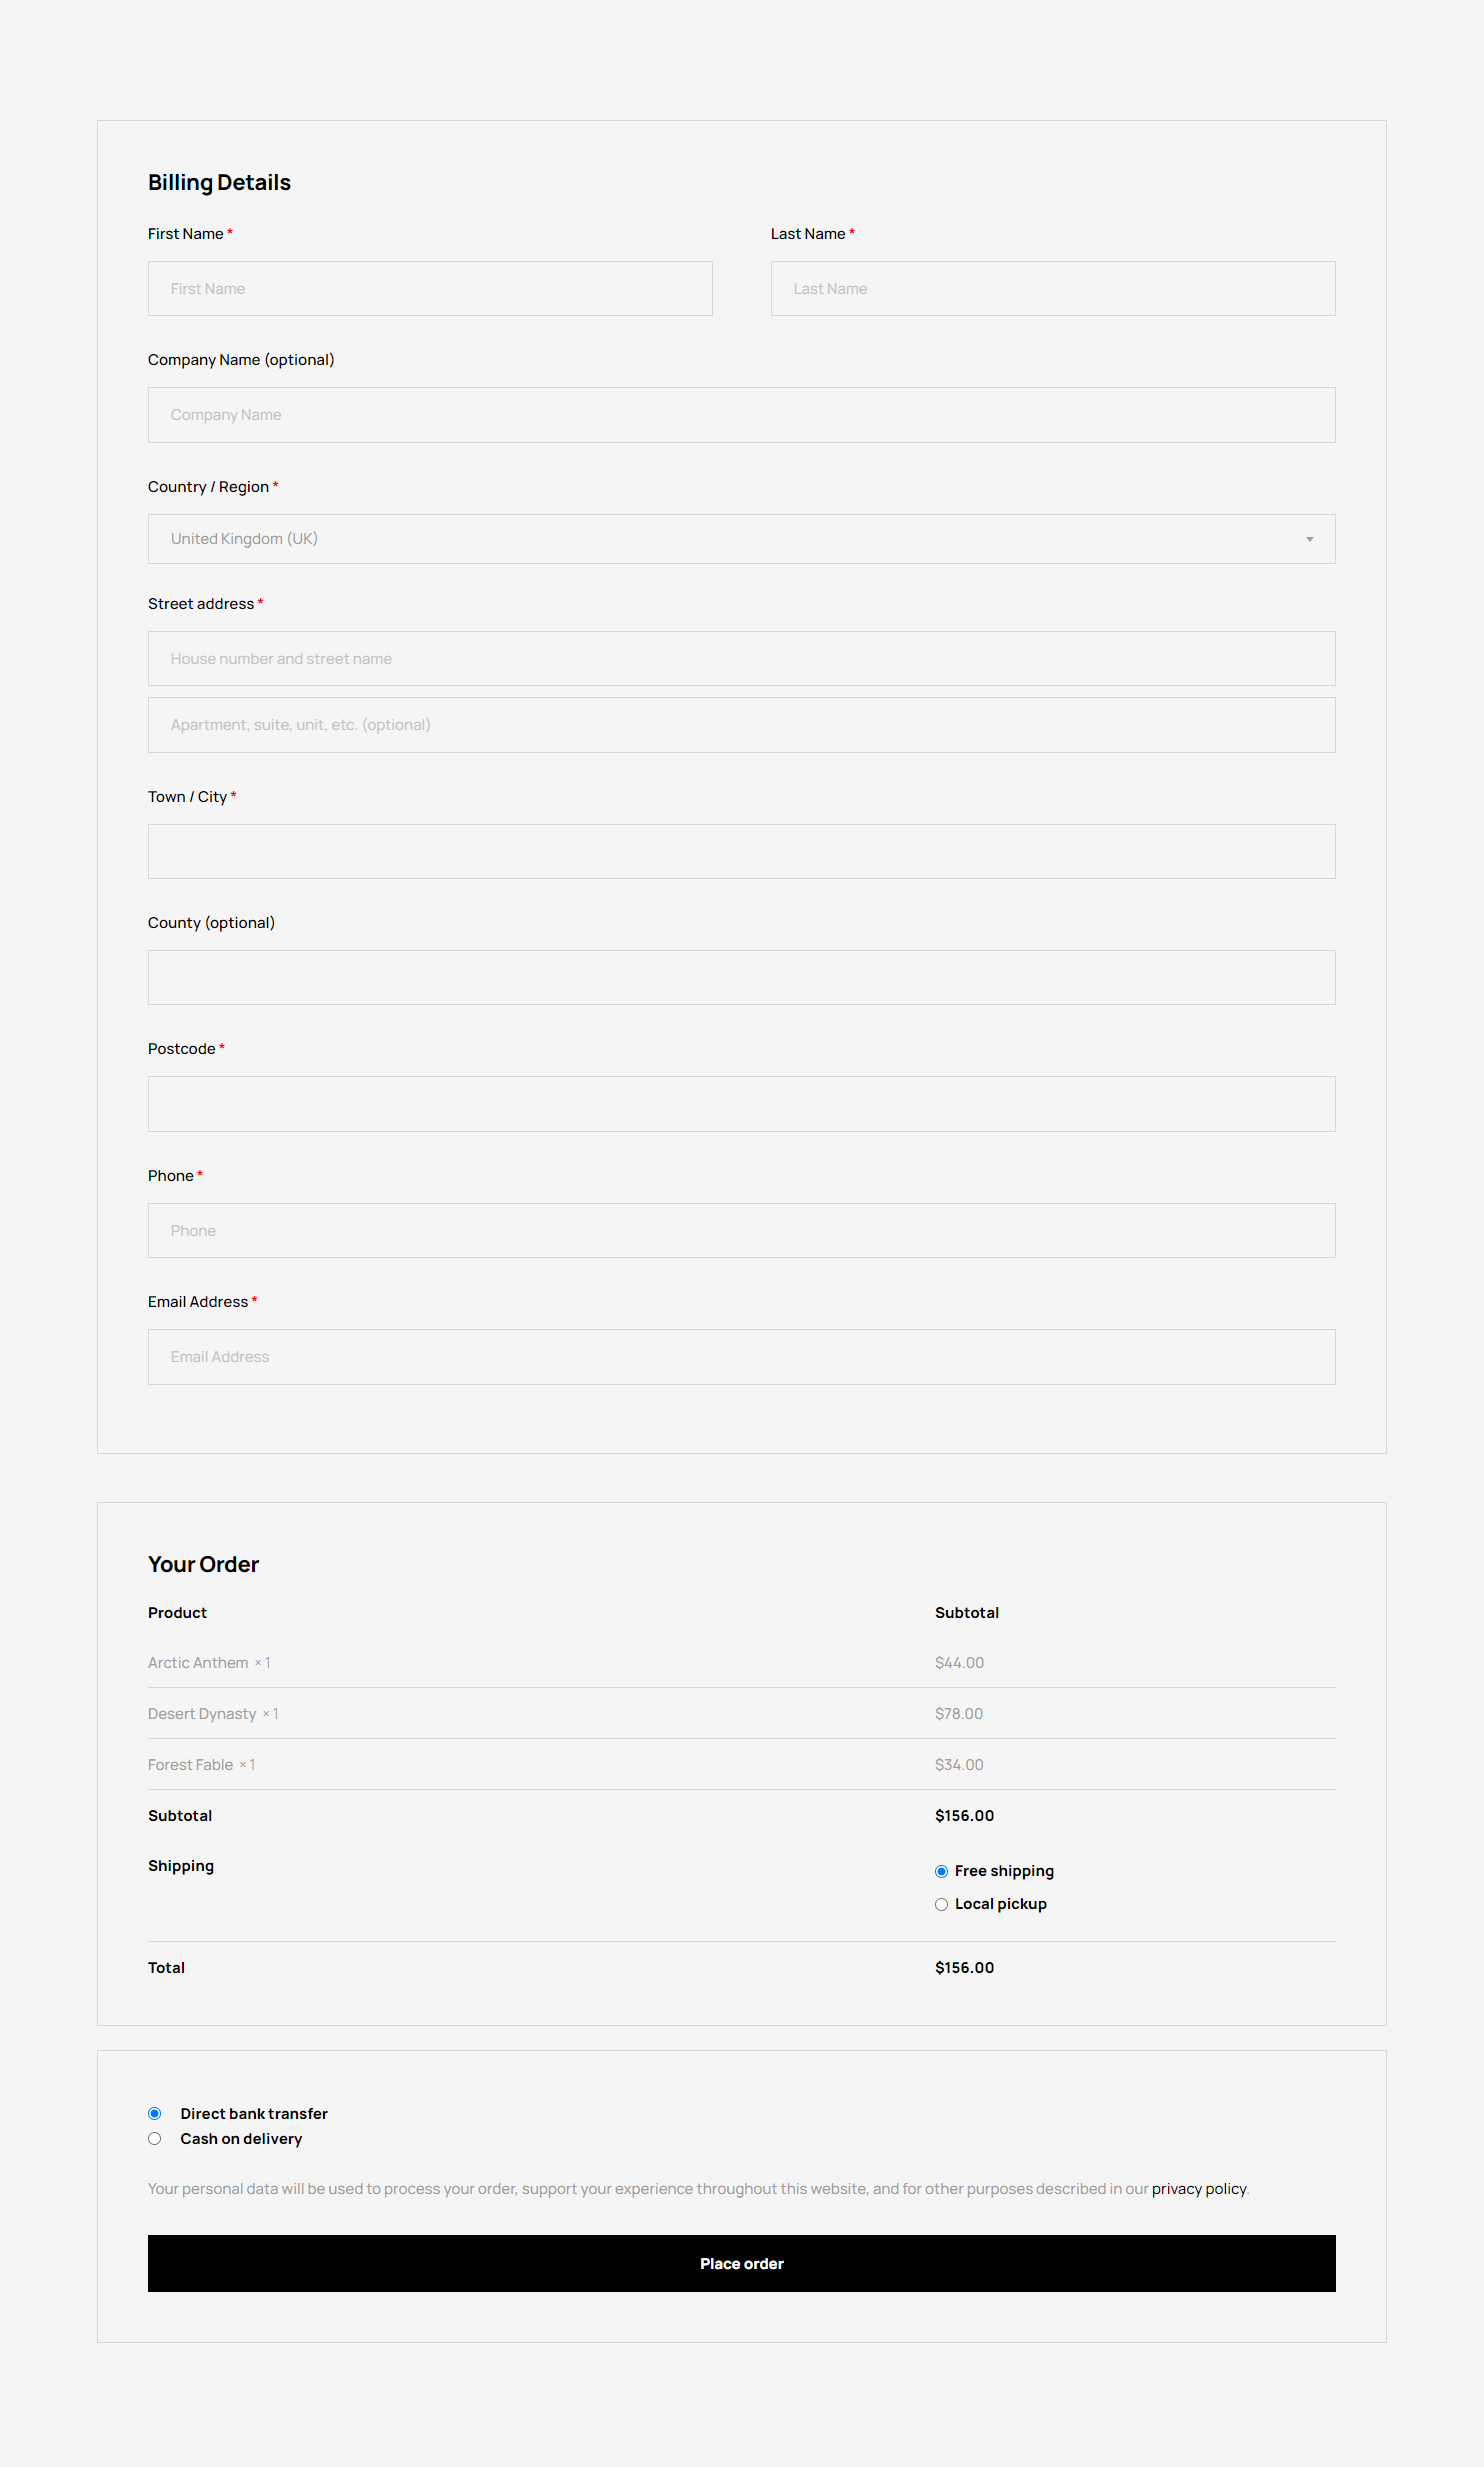 Billing Details
First Name * Last Name *
First Name Last Name
Company Name (optional)
Company Name
Country / Region *
United Kingdom (UK)
Street address *
House number and street name
Apartment, suite, unit, etc. (optional)
Town / City *
County (optional)
Postcode *
Phone *
Phone
Email Address *
Email Address
Your Order
Product Subtotal
Arctic Anthem × 1 $44.00
Desert Dynasty × 1 $78.00
Forest Fable × 1 $34.00
Subtotal $156.00
Shipping Free shipping
Local pickup
Total $156.00
Direct bank transfer
Cash on delivery
Your personal data will be used to process your order, support your experience throughout this website, and for other purposes described in our privacy policy.
Place order